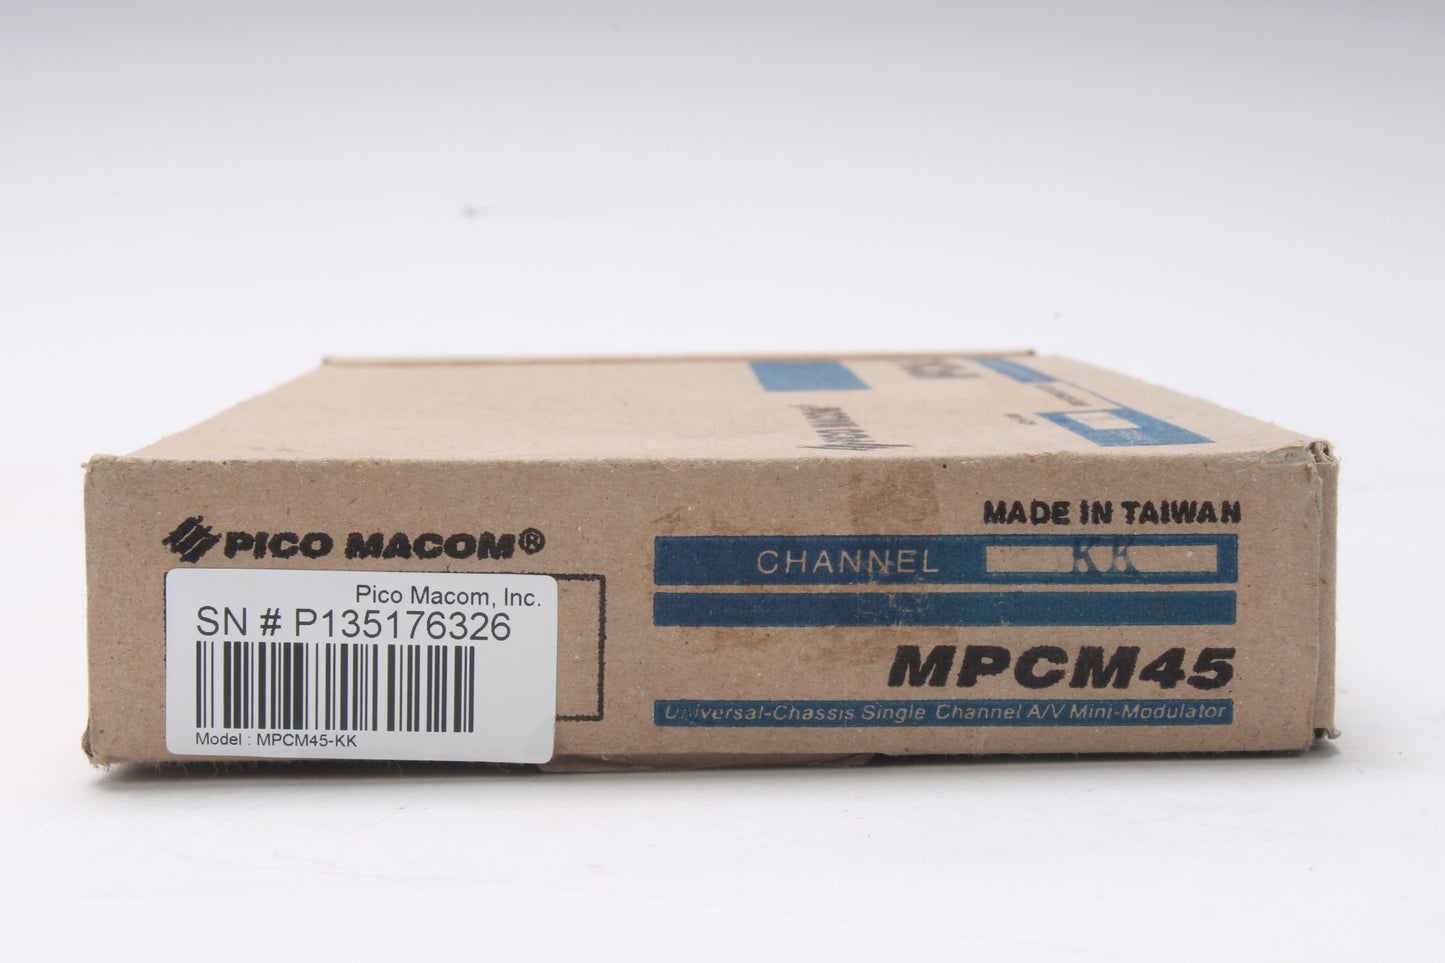 PICO MACOM®
Pico Macom, Inc.
SN # P135176326
Model : MPCM45-KK
MADE IN TAIWAN
CHANNEL KK
MPCM45
Universal-Chassis Single Channel A/V Mini-Modulator